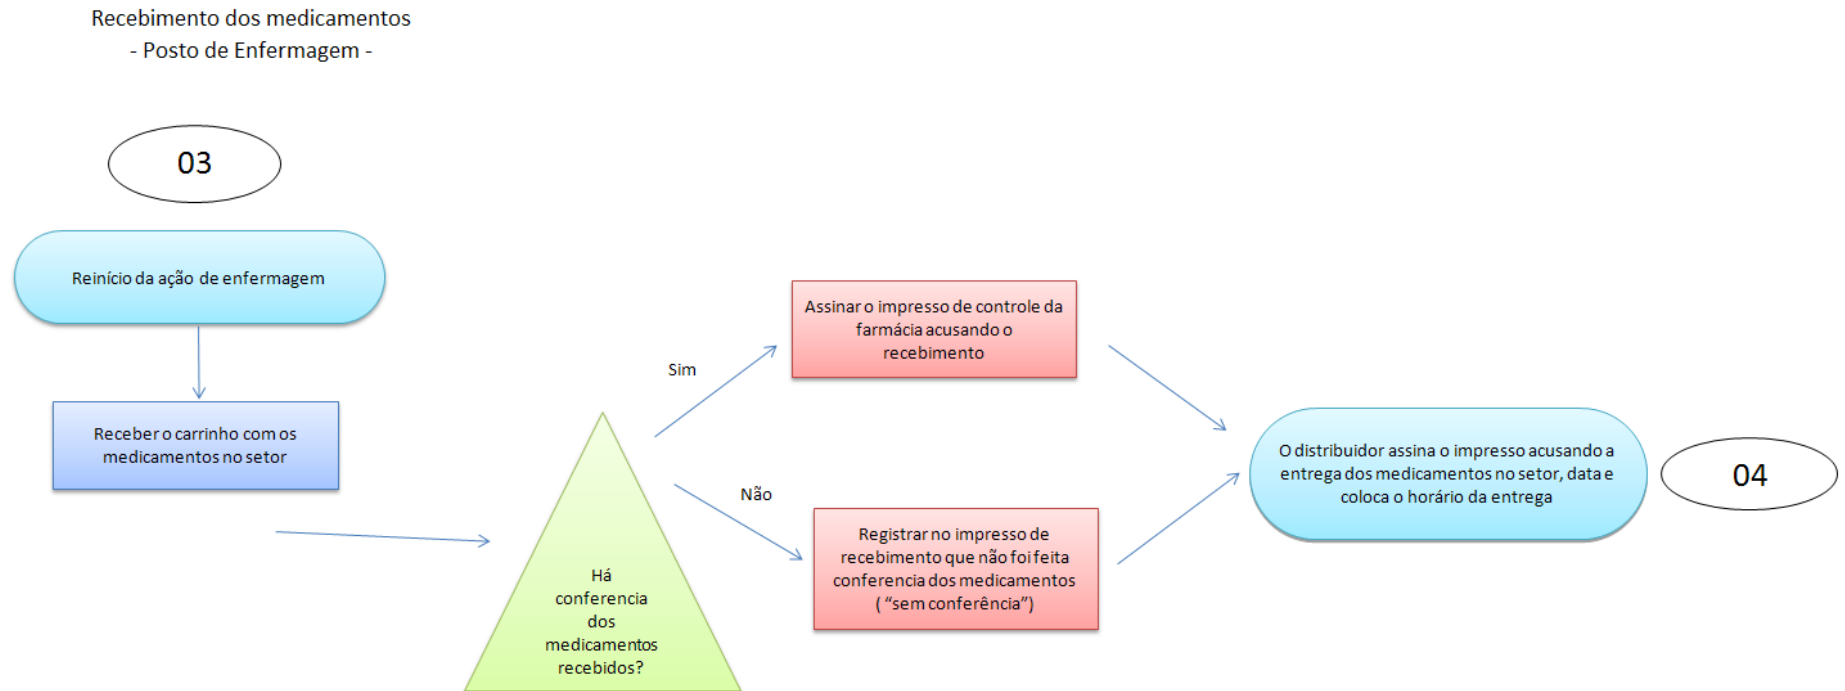 Recebimento dos medicamentos
- Posto de Enfermagem -
03
Reinício da ação de enfermagem
Receber o carrinho com os
medicamentos no setor
Há
conferencia
dos
medicamentos
recebidos?
Sim
Assinar o impresso de controle da
farmácia acusando o
recebimento
Não
Registrar no impresso de
recebimento que não foi feita
conferencia dos medicamentos
( “sem conferência”)
O distribuidor assina o impresso acusando a
entrega dos medicamentos no setor, data e
coloca o horário da entrega
04